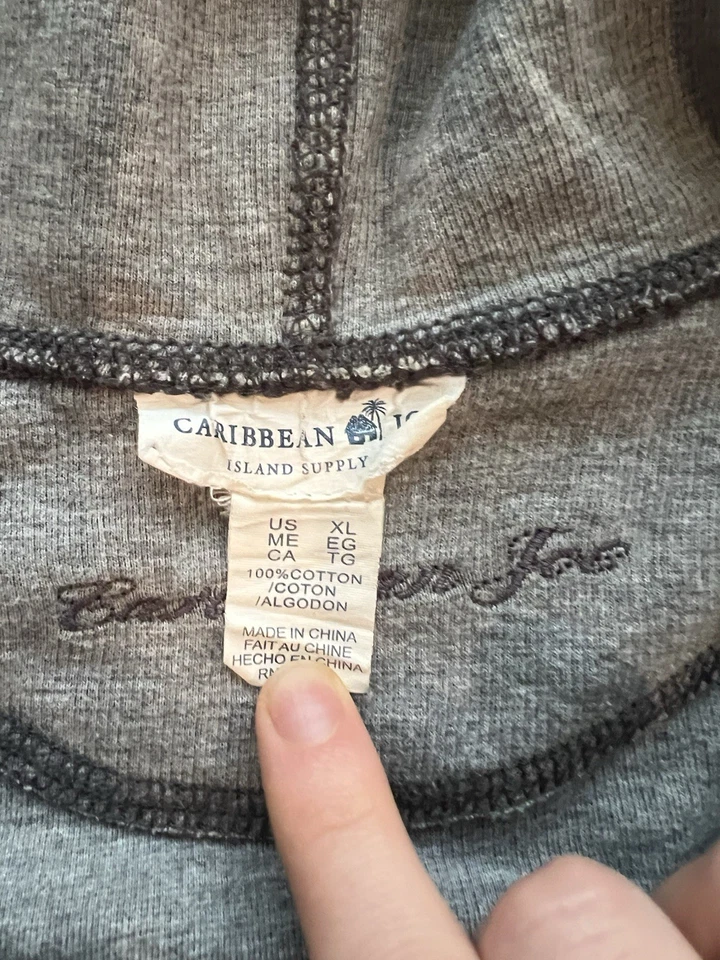 CARIBBEAN
ISLAND SUPPLY
US XL
ME EG
CA TG
100%COTTON
/COTON
/ALGODON
MADE IN CHINA
FAIT AU CHINE
HECHO EN CHINA
Joe